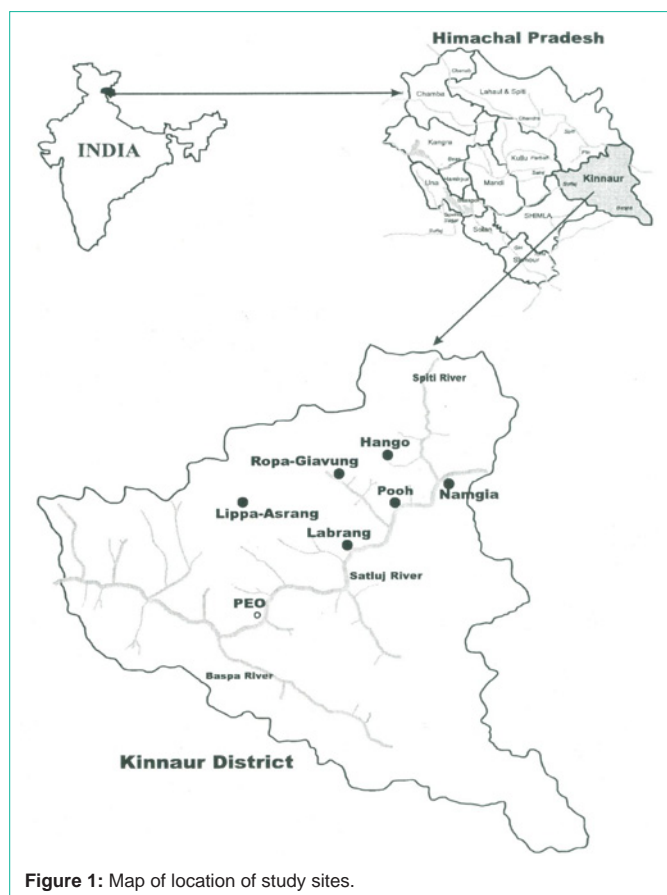 Himachal Pradesh
INDIA
Chamba
Lahaul & Spiti
Kangra
Kullu
Mandi
Una
Kinnaur
SHIMLA
Solan
Spiti River
Hango
Ropa-Giavung
Pooh
Namgia
Lippa-Asrang
Labrang
Satluj River
PEO
Baspa River
Kinnaur District
Figure 1: Map of location of study sites.